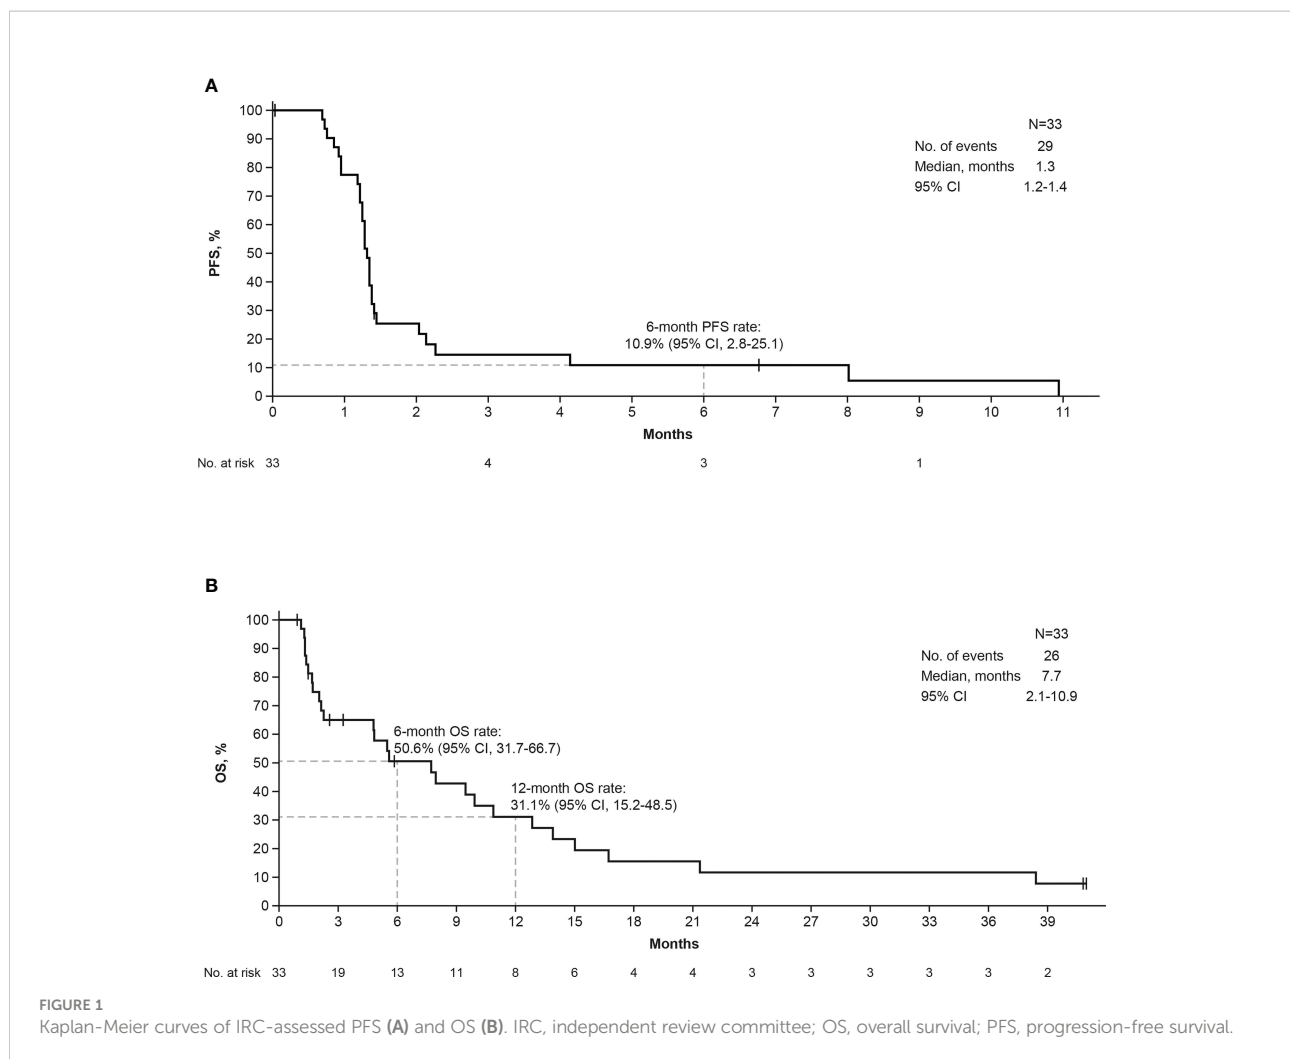 A
N=33
No. of events 29
Median, months 1.3
95% CI 1.2-1.4
100
90
80
70
60
50
40
30
20
10
0
PFS, %
6-month PFS rate:
10.9% (95% CI, 2.8-25.1)
0 1 2 3 4 5 6 7 8 9 10 11
Months
No. at risk 33 4 3 1
B
N=33
No. of events 26
Median, months 7.7
95% CI 2.1-10.9
100
90
80
70
60
50
40
30
20
10
0
OS, %
6-month OS rate:
50.6% (95% CI, 31.7-66.7)
12-month OS rate:
31.1% (95% CI, 15.2-48.5)
0 3 6 9 12 15 18 21 24 27 30 33 36 39
Months
No. at risk 33 19 13 11 8 6 4 4 3 3 3 3 3 2
FIGURE 1
Kaplan-Meier curves of IRC-assessed PFS (A) and OS (B). IRC, independent review committee; OS, overall survival; PFS, progression-free survival.